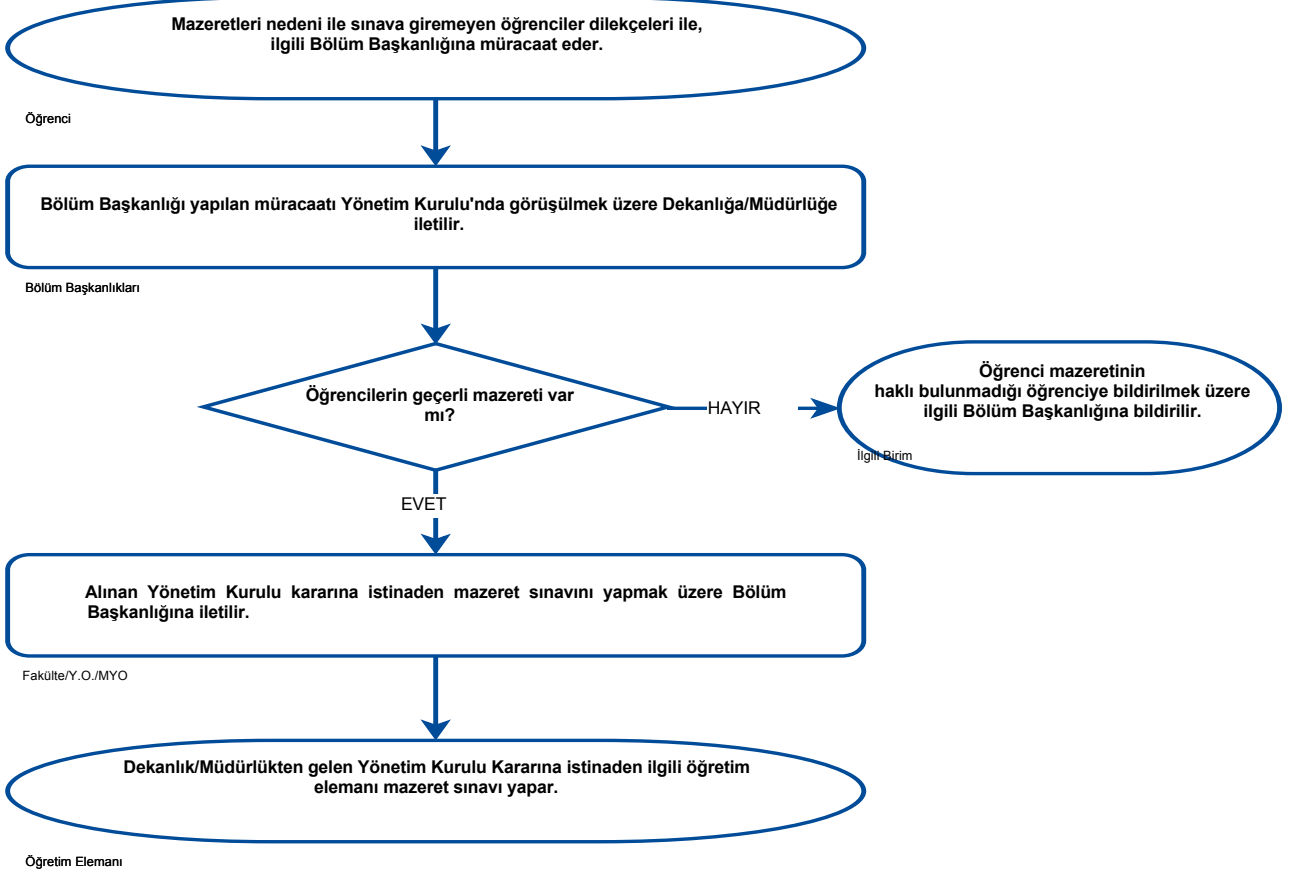 Mazeretleri nedeni ile sınava giremeyen öğrenciler dilekçeleri ile,
ilgili Bölüm Başkanlığına müracaat eder.
Öğrenci
Bölüm Başkanlığı yapılan müracaatı Yönetim Kurulu'nda görüşülmek üzere Dekanlığa/Müdürlüğe
iletilir.
Bölüm Başkanlıkları
Öğrencilerin geçerli mazereti var
mı?
HAYIR
Öğrenci mazeretinin
haklı bulunmadığı öğrenciye bildirilmek üzere
ilgili Bölüm Başkanlığına bildirilir.
İlgili Birim
EVET
Alınan Yönetim Kurulu kararına istinaden mazeret sınavını yapmak üzere Bölüm
Başkanlığına iletilir.
Fakülte/Y.O./MYO
Dekanlık/Müdürlükten gelen Yönetim Kurulu Kararına istinaden ilgili öğretim
elemanı mazeret sınavı yapar.
Öğretim Elemanı